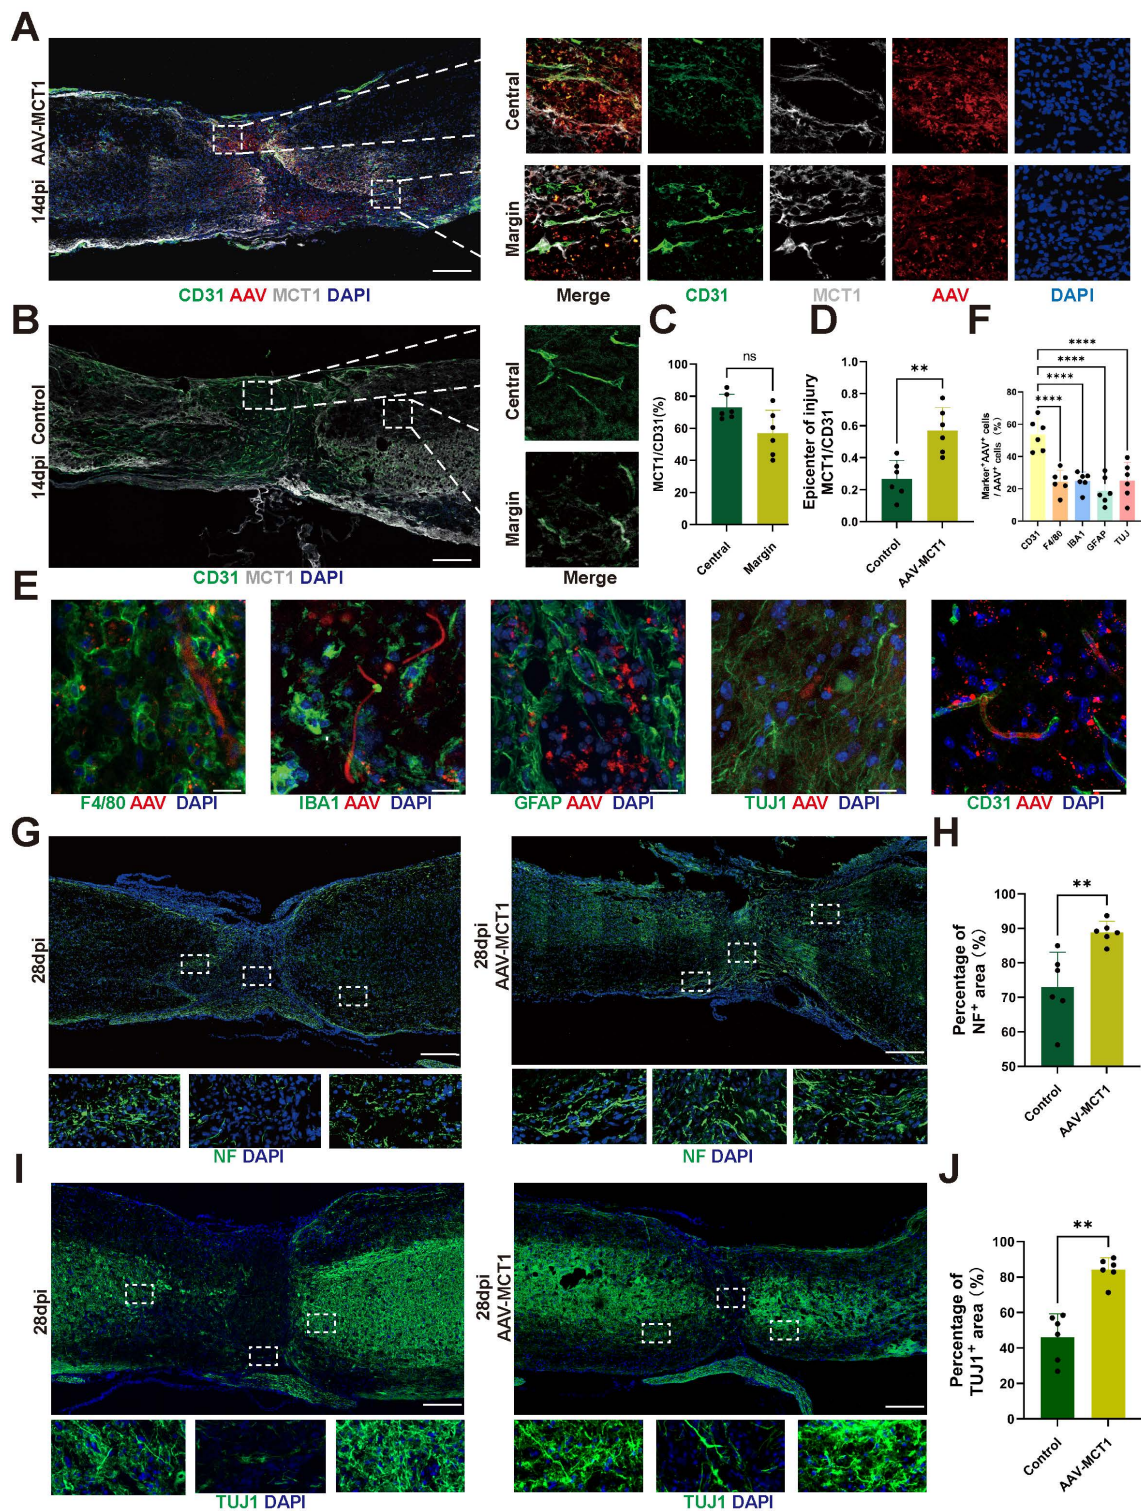 A
14dpi AAV-MCT1
CD31 AAV MCT1 DAPI
Central
Margin
Merge
CD31
MCT1
AAV
DAPI
B
14dpi Control
CD31 MCT1 DAPI
Central
Margin
Merge
C
MCT1/CD31(%)
100
80
60
40
20
0
ns
Central
Margin
D
Epicenter of injury
MCT1/CD31
1.0
0.8
0.6
0.4
0.2
0.0
**
Control
AAV-MCT1
F
Marker+AAV+ cells
/ AAV+ cells (%)
80
60
40
20
0
****
****
****
****
CD31
F4/80
IBA1
GFAP
TUJ
E
F4/80 AAV DAPI
IBA1 AAV DAPI
GFAP AAV DAPI
TUJ1 AAV DAPI
CD31 AAV DAPI
G
28dpi
NF DAPI
28dpi
AAV-MCT1
NF DAPI
H
Percentage of
NF+ area (%)
100
90
80
70
60
50
**
Control
AAV-MCT1
I
28dpi
TUJ1 DAPI
28dpi
AAV-MCT1
TUJ1 DAPI
J
Percentage of
TUJ1+ area (%)
100
80
60
40
20
0
**
Control
AAV-MCT1